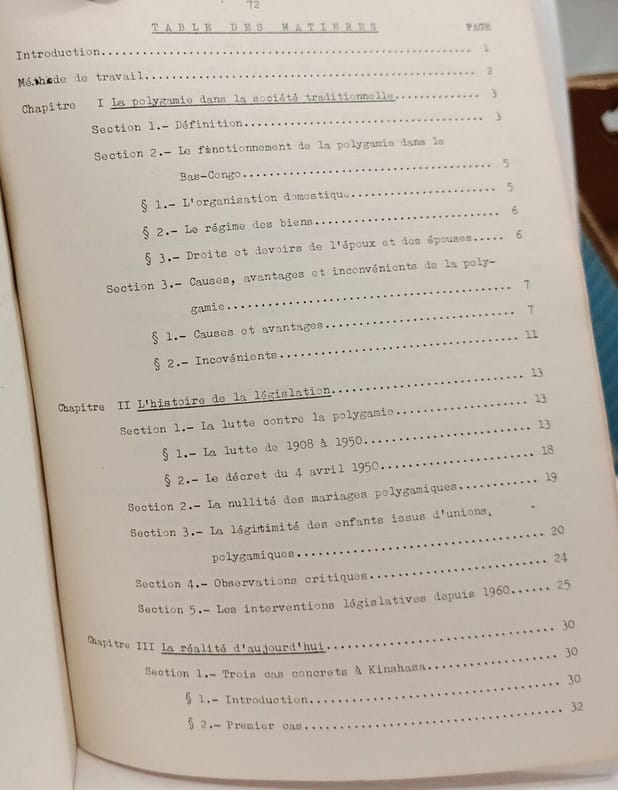 72
TABLE DES MATIERES PAGE
Introduction.................................................. 1
Méthode de travail............................................ 2
Chapitre I La polygamie dans la société traditionnelle............. 3
Section 1.- Définition.................................... 3
Section 2.- Le fonctionnement de la polygamie dans le
Bas-Congo.................................... 5
§ 1.- L'organisation domestique..................... 5
§ 2.- Le régime des biens........................... 6
§ 3.- Droits et devoirs de l'époux et des épouses..... 6
Section 3.- Causes, avantages et inconvénients de la poly-
gamie....................................... 7
§ 1.- Causes et avantages........................... 7
§ 2.- Incovénients................................. 11
Chapitre II L'histoire de la législation........................... 13
Section 1.- La lutte contre la polygamie.................. 13
§ 1.- La lutte de 1908 à 1950....................... 13
§ 2.- Le décret du 4 avril 1950..................... 18
Section 2.- La nullité des mariages polygamiques........... 19
Section 3.- La légitimité des enfants issus d'unions,
polygamiques.................................. 20
Section 4.- Observations critiques........................ 24
Section 5.- Les interventions législatives depuis 1960...... 25
Chapitre III La réalité d'aujourd'hui............................... 30
Section 1.- Trois cas concrets à Kinshasa................. 30
§ 1.- Introduction................................. 30
§ 2.- Premier cas.................................. 32